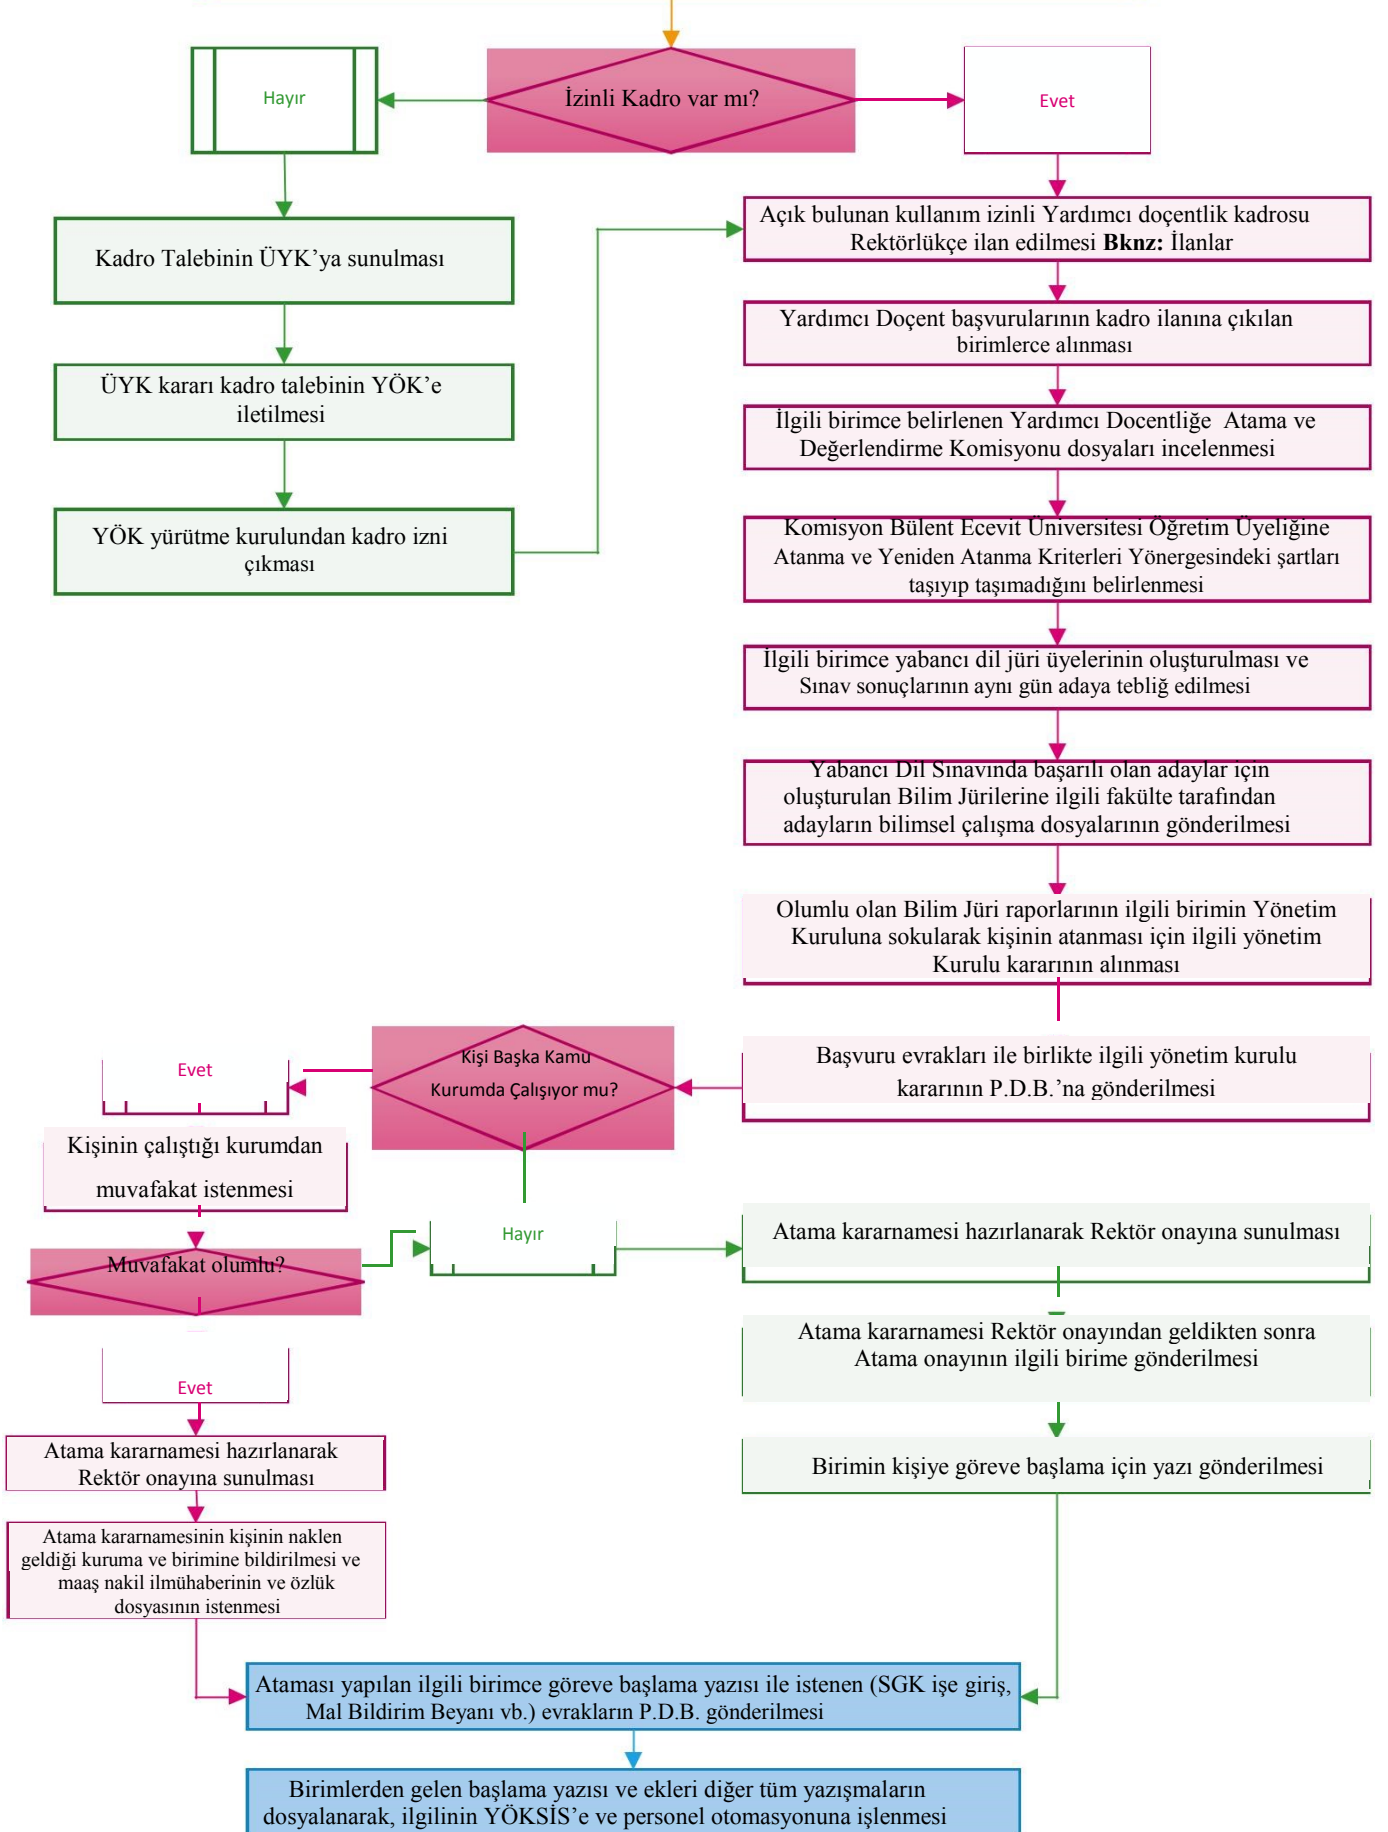 İzinli Kadro var mı?
Hayır
Evet
Kadro Talebinin ÜYK’ya sunulması
ÜYK kararı kadro talebinin YÖK’e
iletilmesi
YÖK yürütme kurulundan kadro izni
çıkması
Açık bulunan kullanım izinli Yardımcı doçentlik kadrosu
Rektörlükçe ilan edilmesi Bknz: İlanlar
Yardımcı Doçent başvurularının kadro ilanına çıkılan
birimlerce alınması
İlgili birimce belirlenen Yardımcı Docentliğe  Atama ve
Değerlendirme Komisyonu dosyaları incelenmesi
Komisyon Bülent Ecevit Üniversitesi Öğretim Üyeliğine
Atanma ve Yeniden Atanma Kriterleri Yönergesindeki şartları
taşıyıp taşımadığını belirlenmesi
İlgili birimce yabancı dil jüri üyelerinin oluşturulması ve
Sınav sonuçlarının aynı gün adaya tebliğ edilmesi
Yabancı Dil Sınavında başarılı olan adaylar için
oluşturulan Bilim Jürilerine ilgili fakülte tarafından
adayların bilimsel çalışma dosyalarının gönderilmesi
Olumlu olan Bilim Jüri raporlarının ilgili birimin Yönetim
Kuruluna sokularak kişinin atanması için ilgili yönetim
Kurulu kararının alınması
Başvuru evrakları ile birlikte ilgili yönetim kurulu
kararının P.D.B.’na gönderilmesi
Kişi Başka Kamu
Kurumda Çalışıyor mu?
Evet
Kişinin çalıştığı kurumdan
muvafakat istenmesi
Muvafakat olumlu?
Hayır
Evet
Atama kararnamesi hazırlanarak
Rektör onayına sunulması
Atama kararnamesinin kişinin naklen
geldiği kuruma ve birimine bildirilmesi ve
maaş nakil ilmühaberinin ve özlük
dosyasının istenmesi
Atama kararnamesi hazırlanarak Rektör onayına sunulması
Atama kararnamesi Rektör onayından geldikten sonra
Atama onayının ilgili birime gönderilmesi
Birimin kişiye göreve başlama için yazı gönderilmesi
Ataması yapılan ilgili birimce göreve başlama yazısı ile istenen (SGK işe giriş,
Mal Bildirim Beyanı vb.) evrakların P.D.B. gönderilmesi
Birimlerden gelen başlama yazısı ve ekleri diğer tüm yazışmaların
dosyalanarak, ilgilinin YÖKSİS’e ve personel otomasyonuna işlenmesi